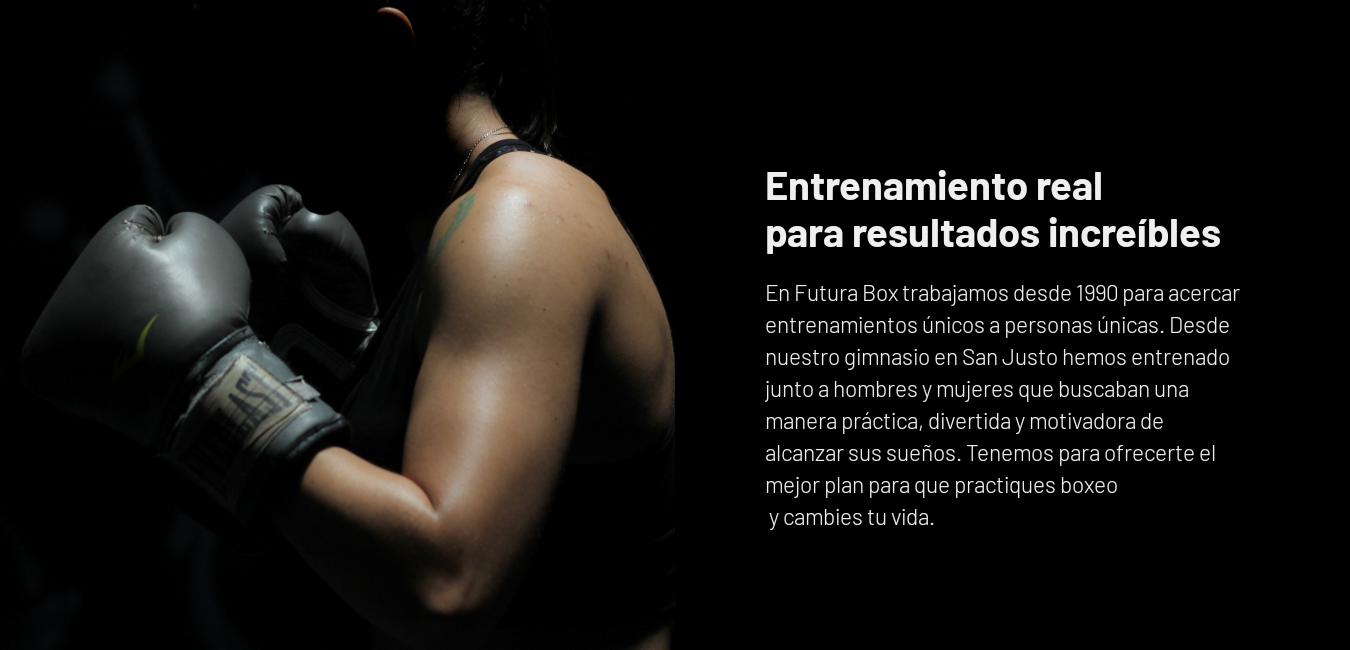 Entrenamiento real
para resultados increíbles
En Futura Box trabajamos desde 1990 para acercar
entrenamientos únicos a personas únicas. Desde
nuestro gimnasio en San Justo hemos entrenado
junto a hombres y mujeres que buscaban una
manera práctica, divertida y motivadora de
alcanzar sus sueños. Tenemos para ofrecerte el
mejor plan para que practiques boxeo
y cambies tu vida.